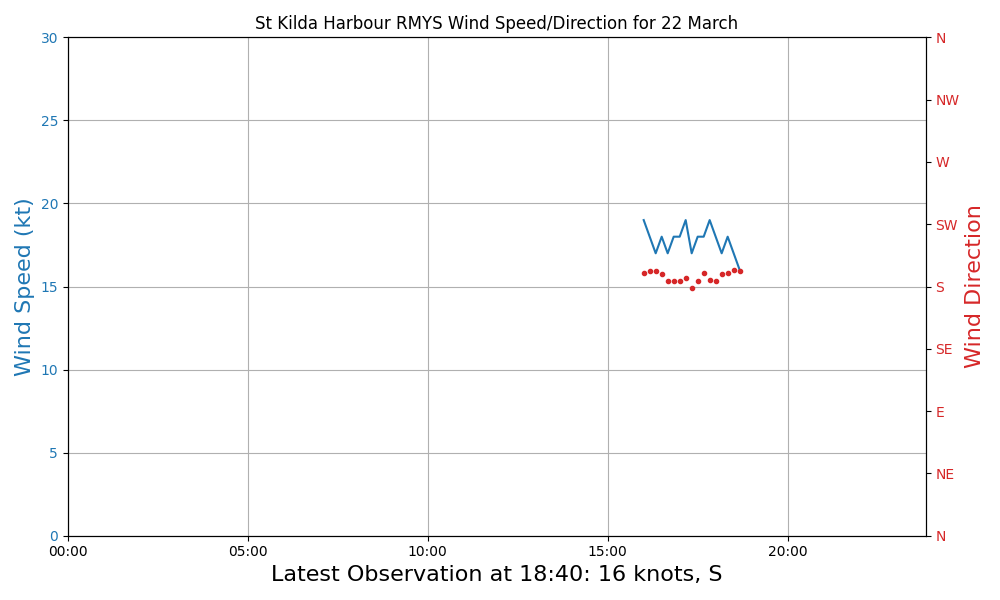 St Kilda Harbour RMYS Wind Speed/Direction for 22 March
30
25
20
15
10
5
0
Wind Speed (kt)
N
NW
W
SW
S
SE
E
NE
N
Wind Direction
00:00 05:00 10:00 15:00 20:00
Latest Observation at 18:40: 16 knots, S